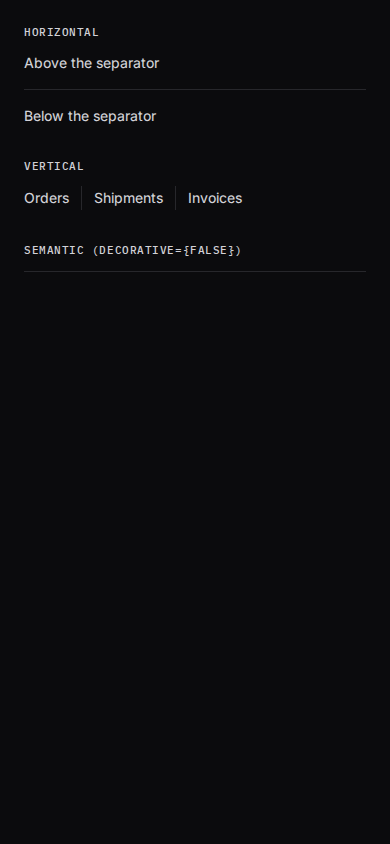 HORIZONTAL
Above the separator
Below the separator
VERTICAL
Orders Shipments Invoices
SEMANTIC (DECORATIVE={FALSE})